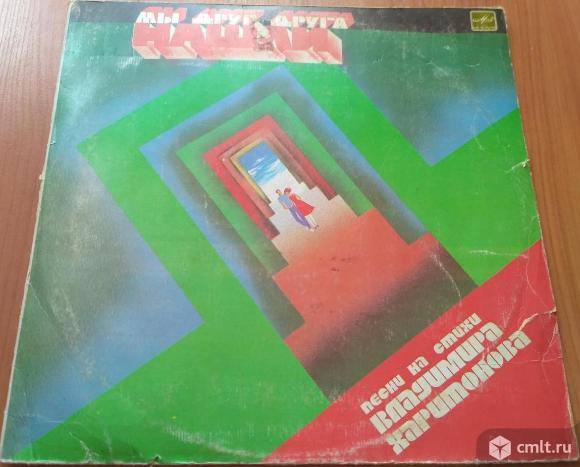 МЫ ДРУГ ДРУГА
НАШЛИ
Песни на стихи
Владимира
Харитонова
cmlt.ru